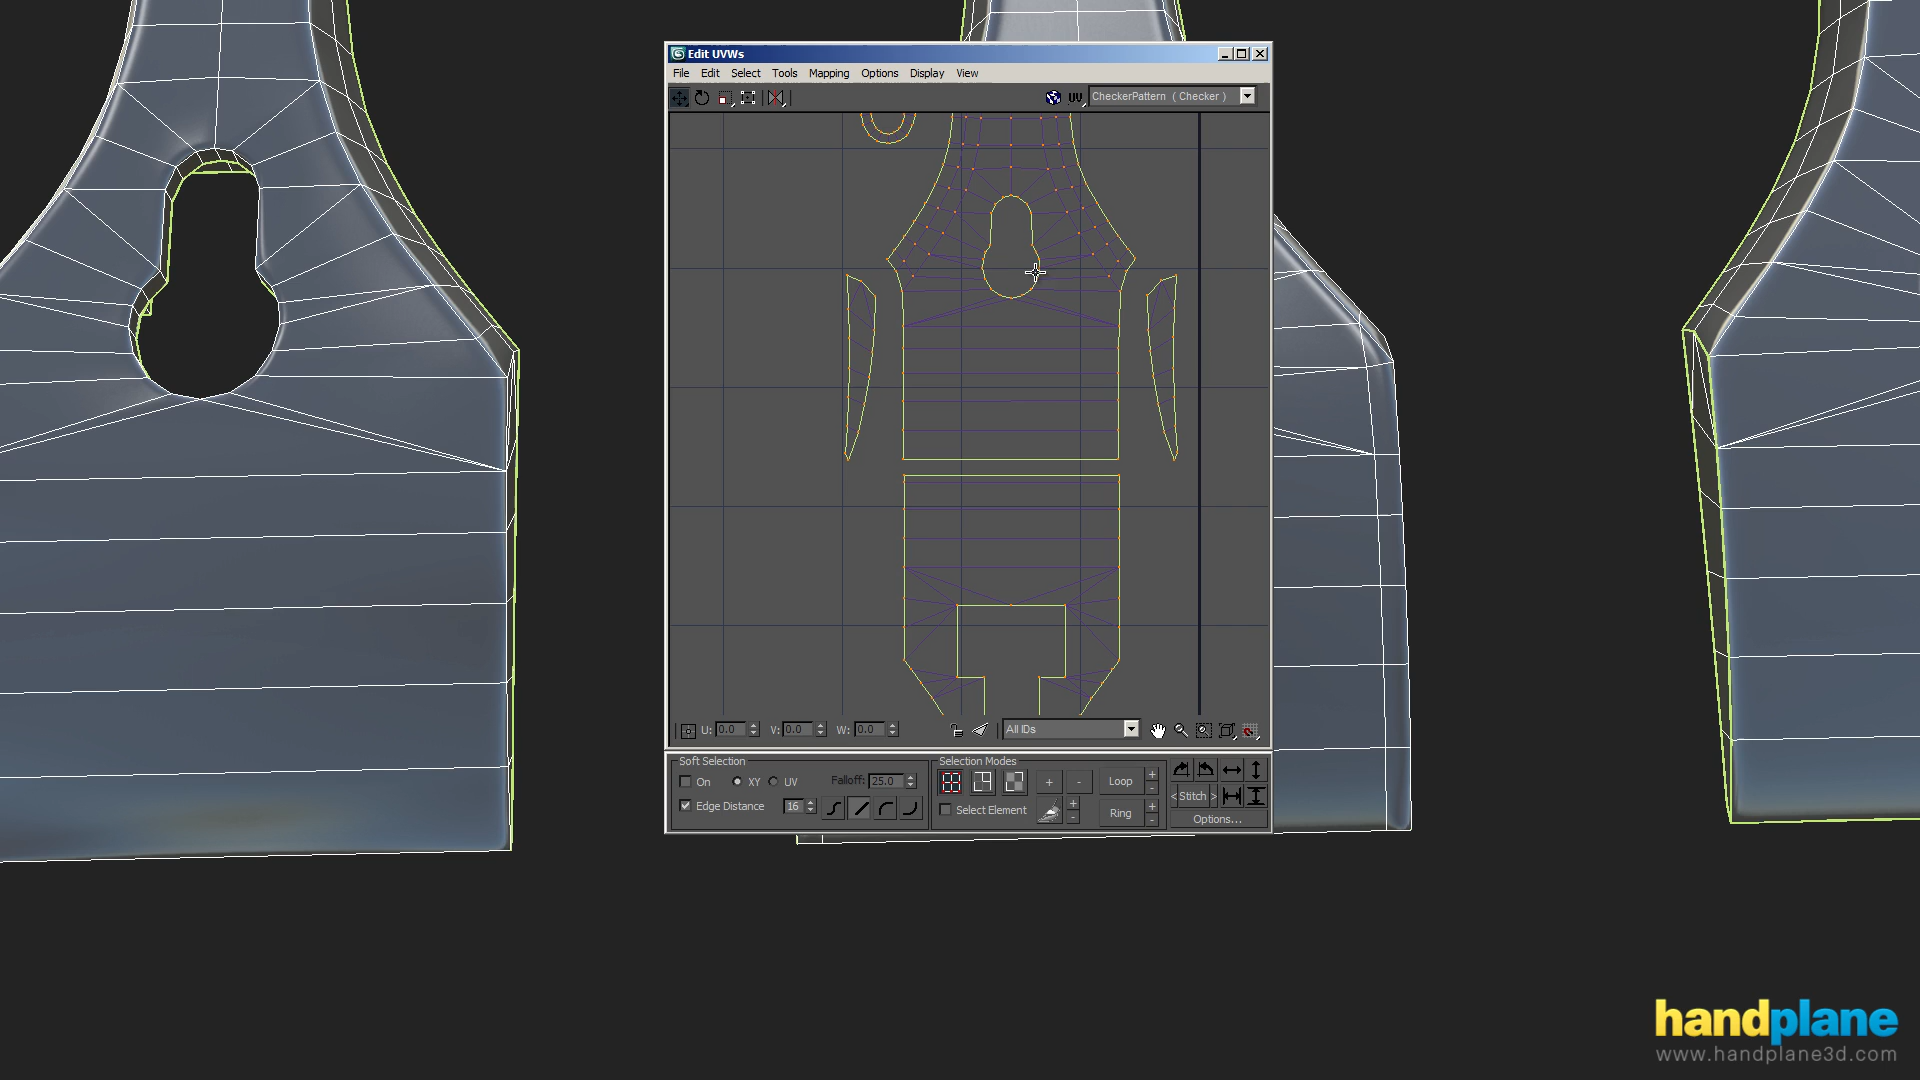 Edit UVWs
File Edit Select Tools Mapping Options Display View
UV CheckerPattern ( Checker )
U: 0.0 V: 0.0 W: 0.0 All IDs
Soft Selection
On XY UV Falloff: 25.0
Edge Distance 16
Selection Modes
+ - Loop + -
Select Element + - Ring + -
< Stitch >
Options...
handplane
www.handplane3d.com